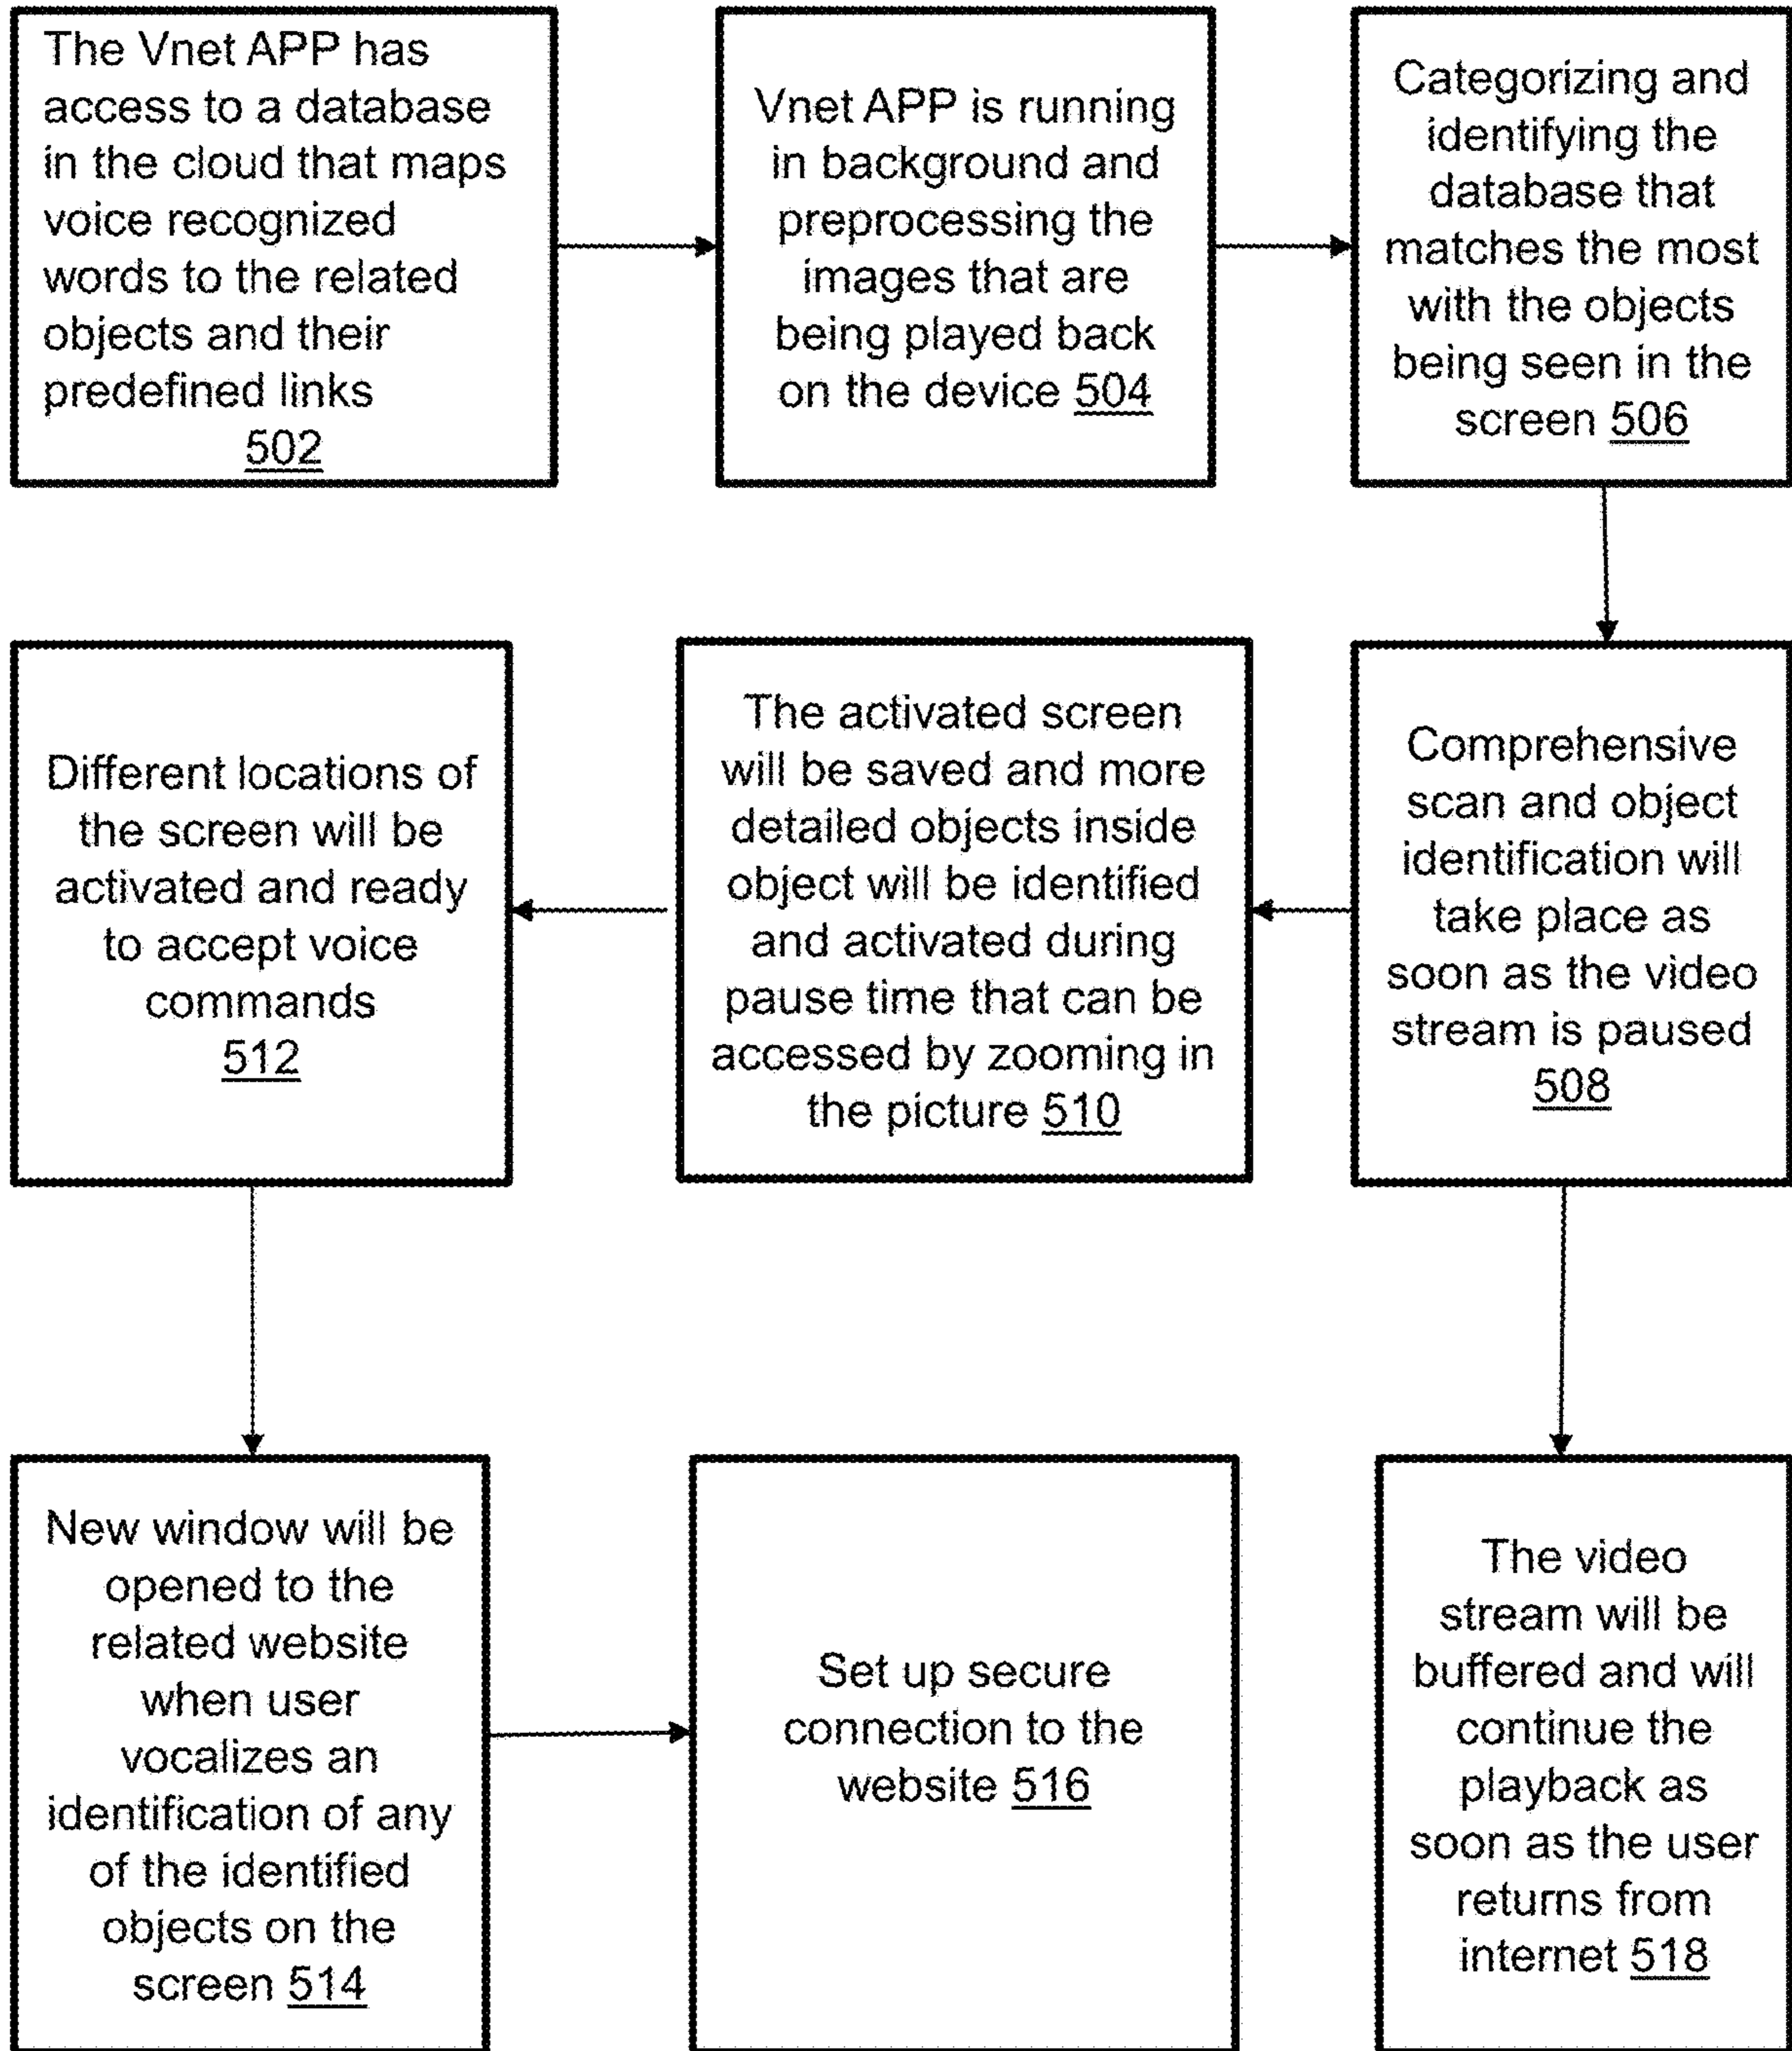 The Vnet APP has
access to a database
in the cloud that maps
voice recognized
words to the related
objects and their
predefined links
502
Vnet APP is running
in background and
preprocessing the
images that are
being played back
on the device 504
Categorizing and
identifying the
database that
matches the most
with the objects
being seen in the
screen 506
Comprehensive
scan and object
identification will
take place as
soon as the video
stream is paused
508
The activated screen
will be saved and more
detailed objects inside
object will be identified
and activated during
pause time that can be
accessed by zooming in
the picture 510
Different locations of
the screen will be
activated and ready
to accept voice
commands
512
New window will be
opened to the
related website
when user
vocalizes an
identification of any
of the identified
objects on the
screen 514
Set up secure
connection to the
website 516
The video
stream will be
buffered and will
continue the
playback as
soon as the user
returns from
internet 518